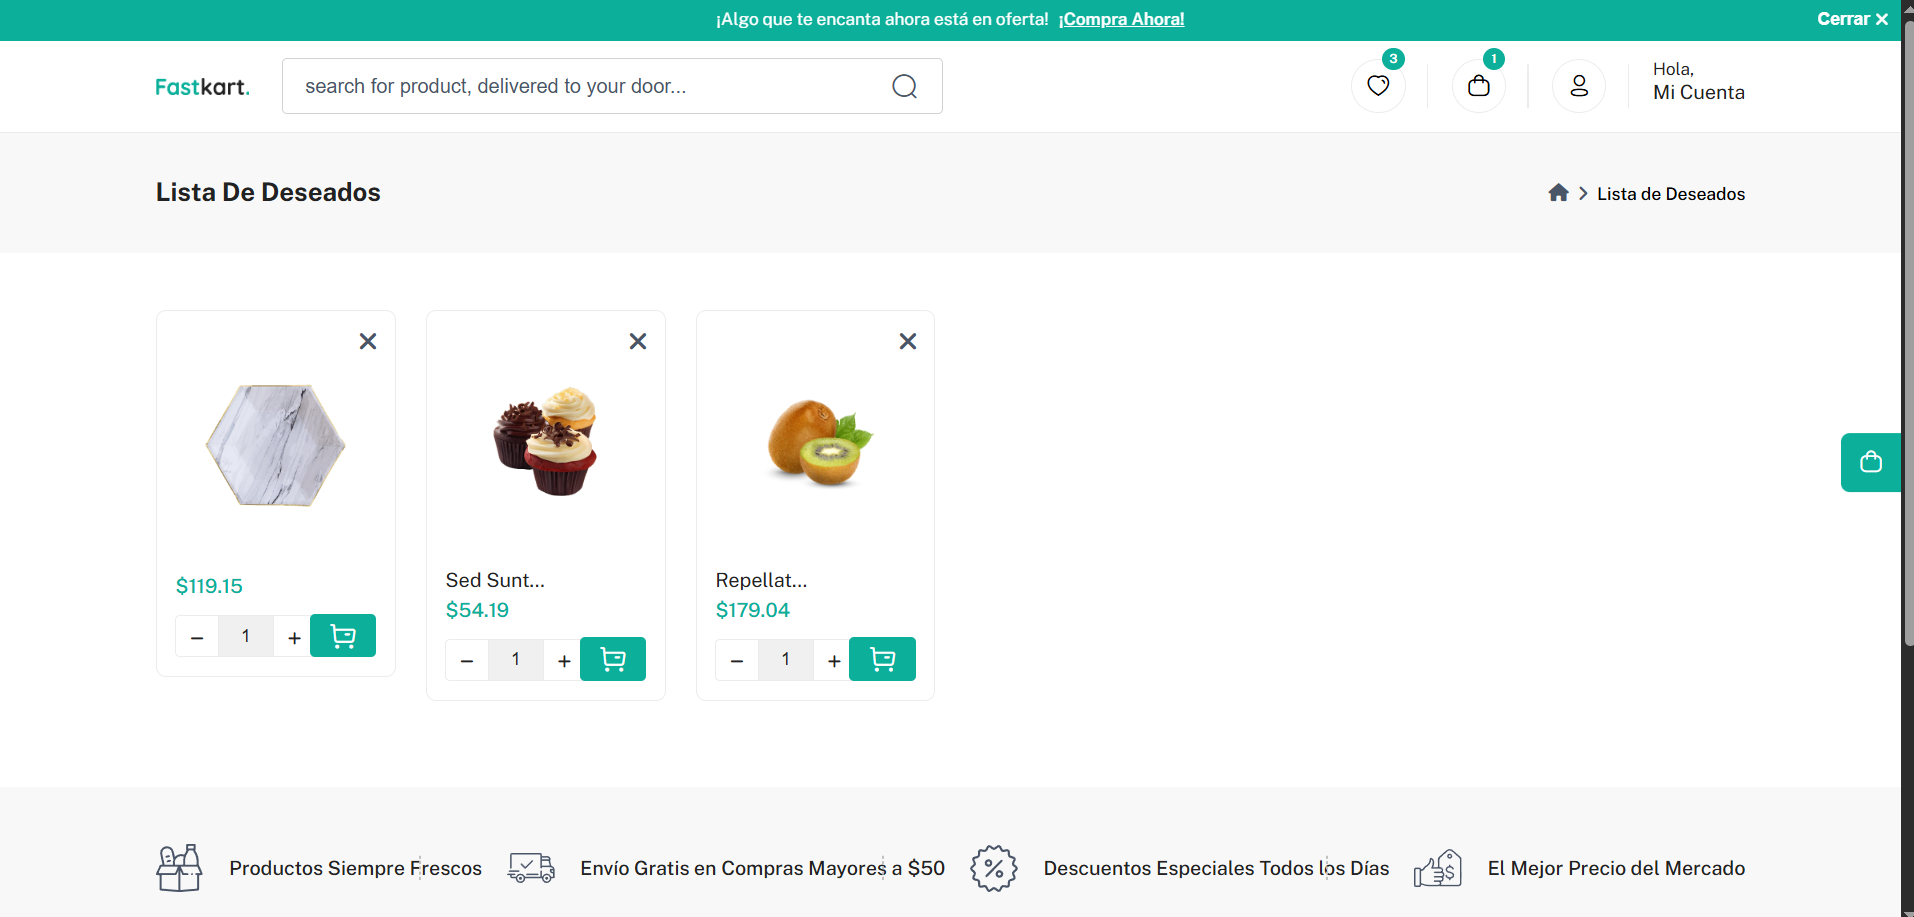 ¡Algo que te encanta ahora está en oferta! ¡Compra Ahora!
Cerrar
Fastkart.
search for product, delivered to your door...
3
1
Hola,
Mi Cuenta
Lista De Deseados
Lista de Deseados
$119.15
− 1 +
Sed Sunt...
$54.19
− 1 +
Repellat...
$179.04
− 1 +
Productos Siempre Frescos
Envío Gratis en Compras Mayores a $50
Descuentos Especiales Todos los Días
El Mejor Precio del Mercado